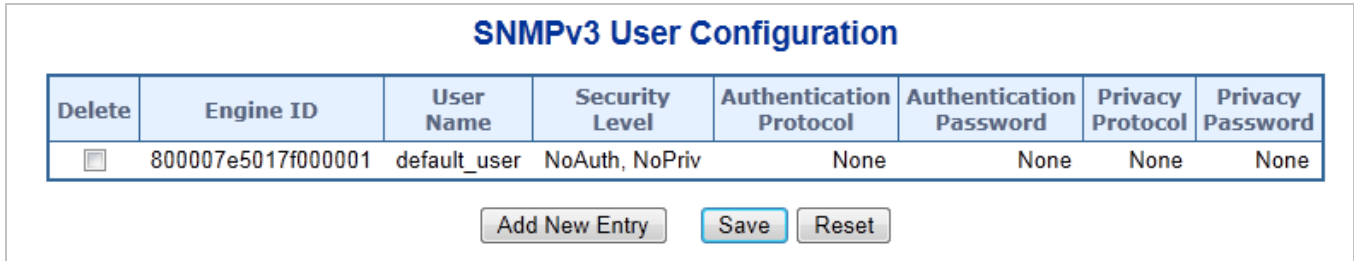 SNMPv3 User Configuration
Delete Engine ID User Name Security Level Authentication Protocol Authentication Password Privacy Protocol Privacy Password
800007e5017f000001 default_user NoAuth, NoPriv None None None None
Add New Entry Save Reset